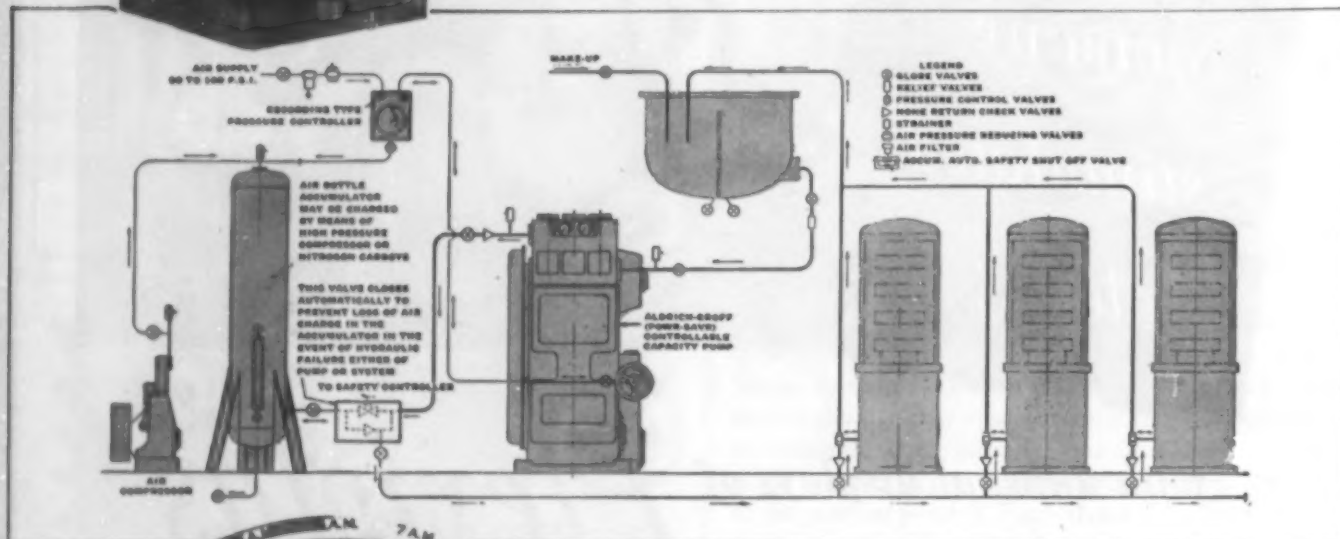 AIR SUPPLY
90 TO 100 P.S.I.
RECORDING TYPE
PRESSURE CONTROLLER
MAKE-UP
LEGEND
GLOBE VALVES
RELIEF VALVES
PRESSURE CONTROL VALVES
NONE RETURN CHECK VALVES
STRAINER
AIR PRESSURE REDUCING VALVES
AIR FILTER
ACCUM. AUTO. SAFETY SHUT OFF VALVE
AIR BOTTLE
ACCUMULATOR
MAY BE CHARGED
BY MEANS OF
HIGH PRESSURE
COMPRESSOR OR
NITROGEN CARBOYS
THIS VALVE CLOSES
AUTOMATICALLY TO
PREVENT LOSS OF AIR
CHARGE IN THE
ACCUMULATOR IN THE
EVENT OF HYDRAULIC
FAILURE EITHER OF
PUMP OR SYSTEM
TO SAFETY CONTROLLER
ALDRICH-GROFF
(POWR-SAVR)
CONTROLLABLE
CAPACITY PUMP
AIR
COMPRESSOR
A.M.
7 A.M.